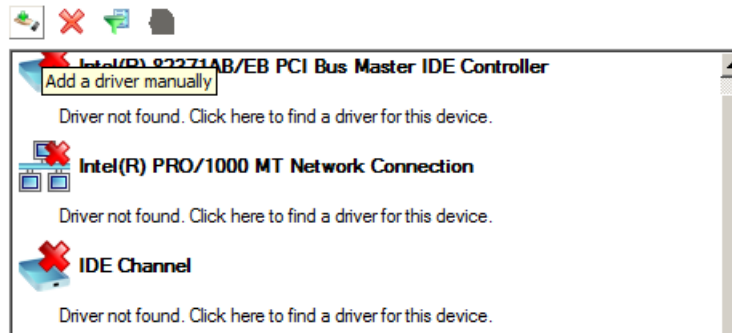 Intel(R) 82371AB/EB PCI Bus Master IDE Controller
Add a driver manually
Driver not found. Click here to find a driver for this device.
Intel(R) PRO/1000 MT Network Connection
Driver not found. Click here to find a driver for this device.
IDE Channel
Driver not found. Click here to find a driver for this device.